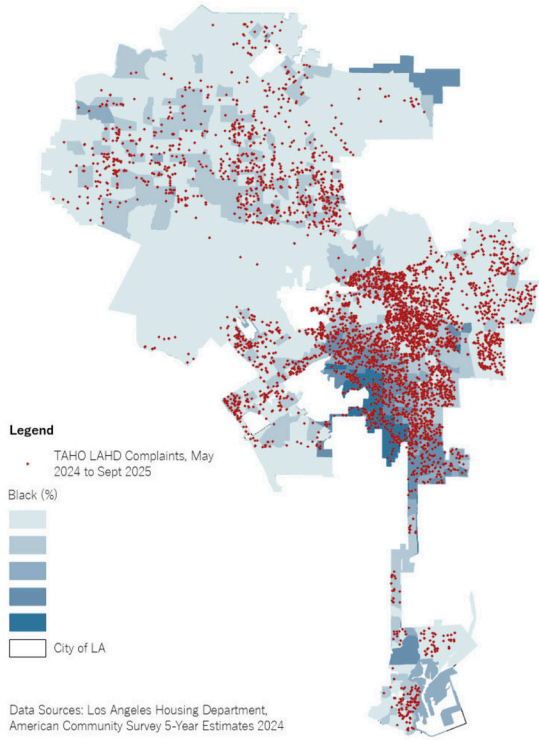 Legend
TAHO LAHD Complaints, May
2024 to Sept 2025
Black (%)
City of LA
Data Sources: Los Angeles Housing Department,
American Community Survey 5-Year Estimates 2024